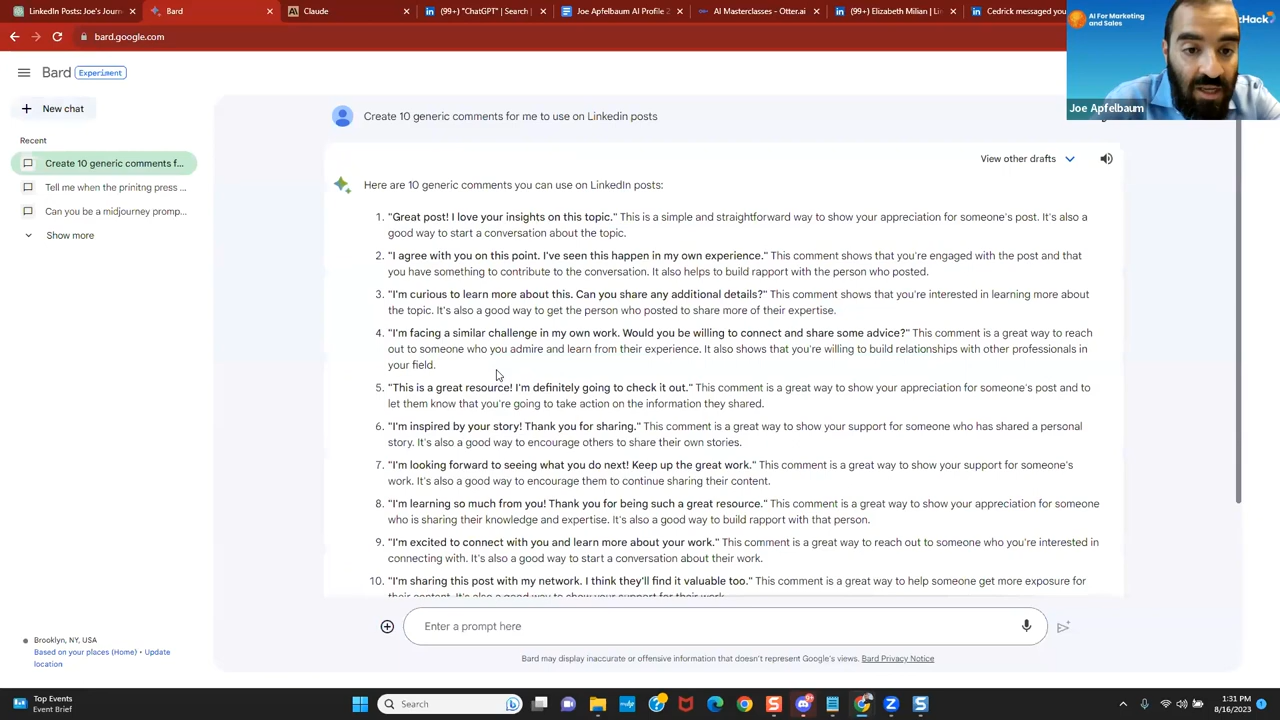 LinkedIn Posts: Joe's Journ
Bard
Claude
(99+) "ChatGPT" | Search |
Joe Apfelbaum AI Profile 2
AI Masterclasses - Otter.ai
(99+) Elizabeth Milian | Lin
Cedrick messaged you
bard.google.com
AI For Marketing
and Sales
zHack
Joe Apfelbaum
Bard
Experiment
New chat
Recent
Create 10 generic comments f...
Tell me when the prinitng press ...
Can you be a midjourney promp...
Show more
Create 10 generic comments for me to use on Linkedin posts
View other drafts
Here are 10 generic comments you can use on LinkedIn posts:
1. "Great post! I love your insights on this topic." This is a simple and straightforward way to show your appreciation for someone's post. It's also a
good way to start a conversation about the topic.
2. "I agree with you on this point. I've seen this happen in my own experience." This comment shows that you're engaged with the post and that
you have something to contribute to the conversation. It also helps to build rapport with the person who posted.
3. "I'm curious to learn more about this. Can you share any additional details?" This comment shows that you're interested in learning more about
the topic. It's also a good way to get the person who posted to share more of their expertise.
4. "I'm facing a similar challenge in my own work. Would you be willing to connect and share some advice?" This comment is a great way to reach
out to someone who you admire and learn from their experience. It also shows that you're willing to build relationships with other professionals in
your field.
5. "This is a great resource! I'm definitely going to check it out." This comment is a great way to show your appreciation for someone's post and to
let them know that you're going to take action on the information they shared.
6. "I'm inspired by your story! Thank you for sharing." This comment is a great way to show your support for someone who has shared a personal
story. It's also a good way to encourage others to share their own stories.
7. "I'm looking forward to seeing what you do next! Keep up the great work." This comment is a great way to show your support for someone's
work. It's also a good way to encourage them to continue sharing their content.
8. "I'm learning so much from you! Thank you for being such a great resource." This comment is a great way to show your appreciation for someone
who is sharing their knowledge and expertise. It's also a good way to build rapport with that person.
9. "I'm excited to connect with you and learn more about your work." This comment is a great way to reach out to someone who you're interested in
connecting with. It's also a good way to start a conversation about their work.
10. "I'm sharing this post with my network. I think they'll find it valuable too." This comment is a great way to help someone get more exposure for
their content. It's also a good way to show your support for their work.
Enter a prompt here
Bard may display inaccurate or offensive information that doesn't represent Google's views. Bard Privacy Notice
Brooklyn, NY, USA
Based on your places (Home) • Update
location
Top Events
Event Brief
Search
1:31 PM
8/16/2023